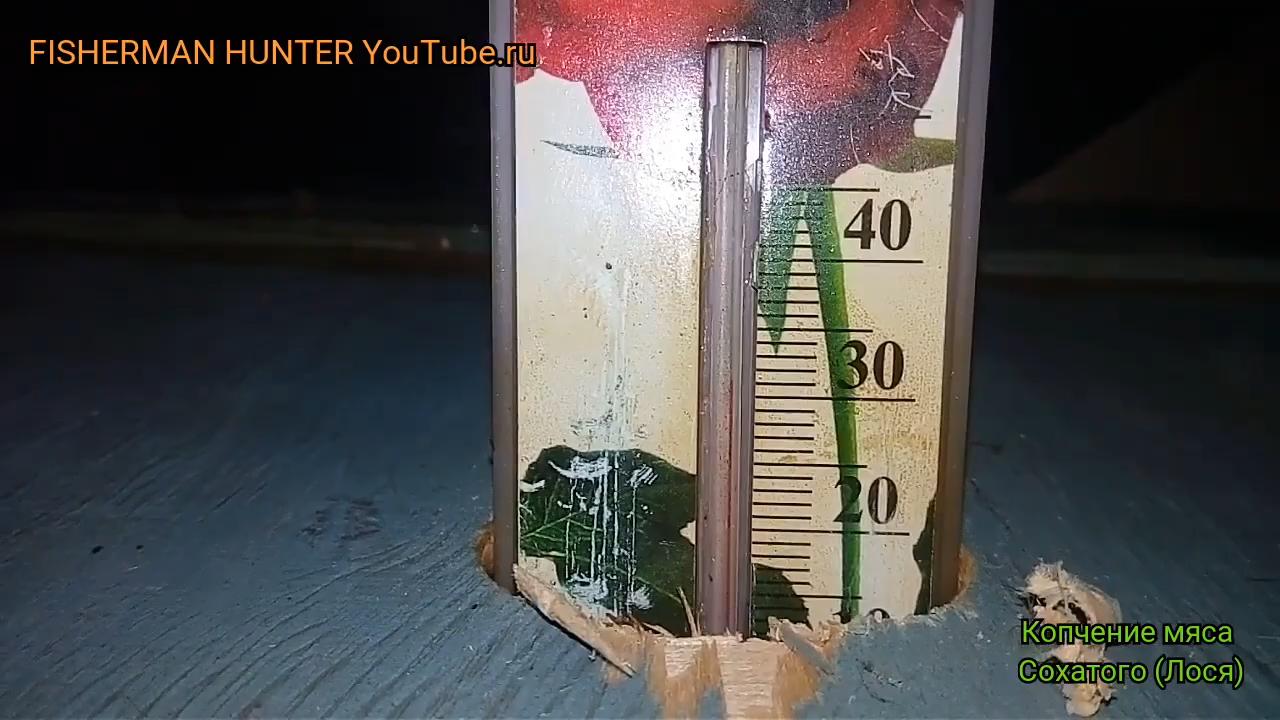 FISHERMAN HUNTER YouTube.ru
40
30
20
Копчение мяса
Сохатого (Лося)